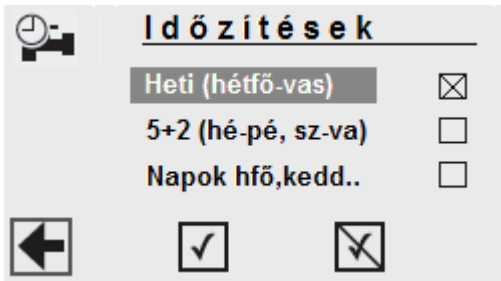 Időzítések
Heti (hétfő-vas)
5+2 (hé-pé, sz-va)
Napok hfő,kedd..